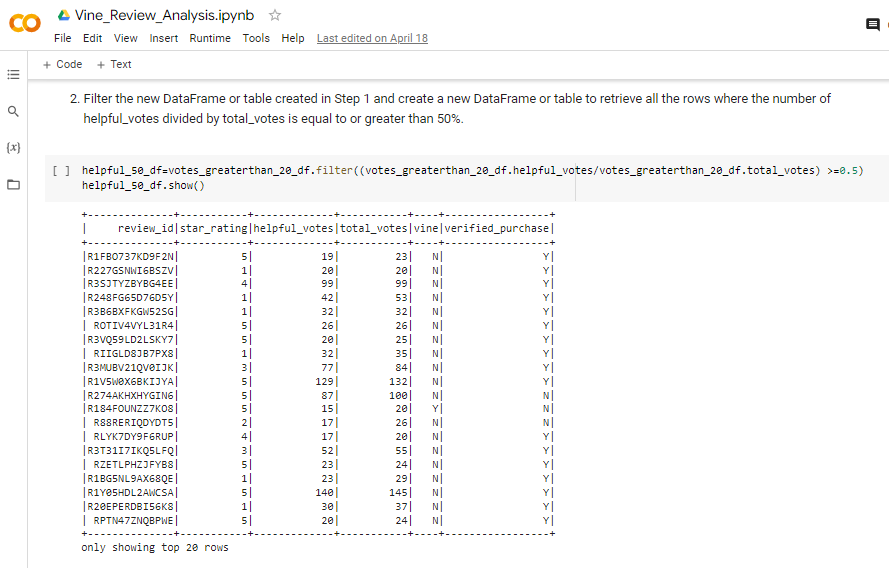 Vine_Review_Analysis.ipynb
File Edit View Insert Runtime Tools Help Last edited on April 18
+ Code + Text
2. Filter the new DataFrame or table created in Step 1 and create a new DataFrame or table to retrieve all the rows where the number of
helpful_votes divided by total_votes is equal to or greater than 50%.
{x}
[ ] helpful_50_df=votes_greaterthan_20_df.filter((votes_greaterthan_20_df.helpful_votes/votes_greaterthan_20_df.total_votes) >=0.5)
helpful_50_df.show()
+--------------+-----------+-------------+-----------+----+-----------------+
|     review_id|star_rating|helpful_votes|total_votes|vine|verified_purchase|
+--------------+-----------+-------------+-----------+----+-----------------+
|R1FBO737KD9F2N|          5|           19|         23|   N|                Y|
|R227GSNWI6BSZV|          1|           20|         20|   N|                Y|
|R3SJTYZBYBG4EE|          4|           99|         99|   N|                Y|
|R248FG65D76D5Y|          1|           42|         53|   N|                Y|
|R3B6BXFKGW52SG|          1|           32|         32|   N|                Y|
| ROTIV4VYL31R4|          5|           26|         26|   N|                Y|
|R3VQ59LD2LSKY7|          5|           20|         25|   N|                Y|
| RIIGLD8JB7PX8|          1|           32|         35|   N|                Y|
|R3MUBV21QV0IJK|          3|           77|         84|   N|                Y|
|R1V5W0X6BKIJYA|          5|          129|        132|   N|                Y|
|R274AKHXHYGIN6|          5|           87|        100|   N|                N|
|R184FOUNZZ7KO8|          5|           15|         20|   Y|                N|
| R88RERIQDYDT5|          2|           17|         26|   N|                N|
| RLYK7DY9F6RUP|          4|           17|         20|   N|                Y|
|R3T31I7IKQ5LFQ|          3|           52|         55|   N|                Y|
| RZETLPHZJFYB8|          5|           23|         24|   N|                Y|
|R1BG5NL9AX68QE|          1|           23|         29|   N|                Y|
|R1Y05HDL2AWCSA|          5|          140|        145|   N|                Y|
|R20EPERDBI56K8|          1|           30|         37|   N|                Y|
| RPTN47ZNQBPWE|          5|           20|         24|   N|                Y|
+--------------+-----------+-------------+-----------+----+-----------------+
only showing top 20 rows